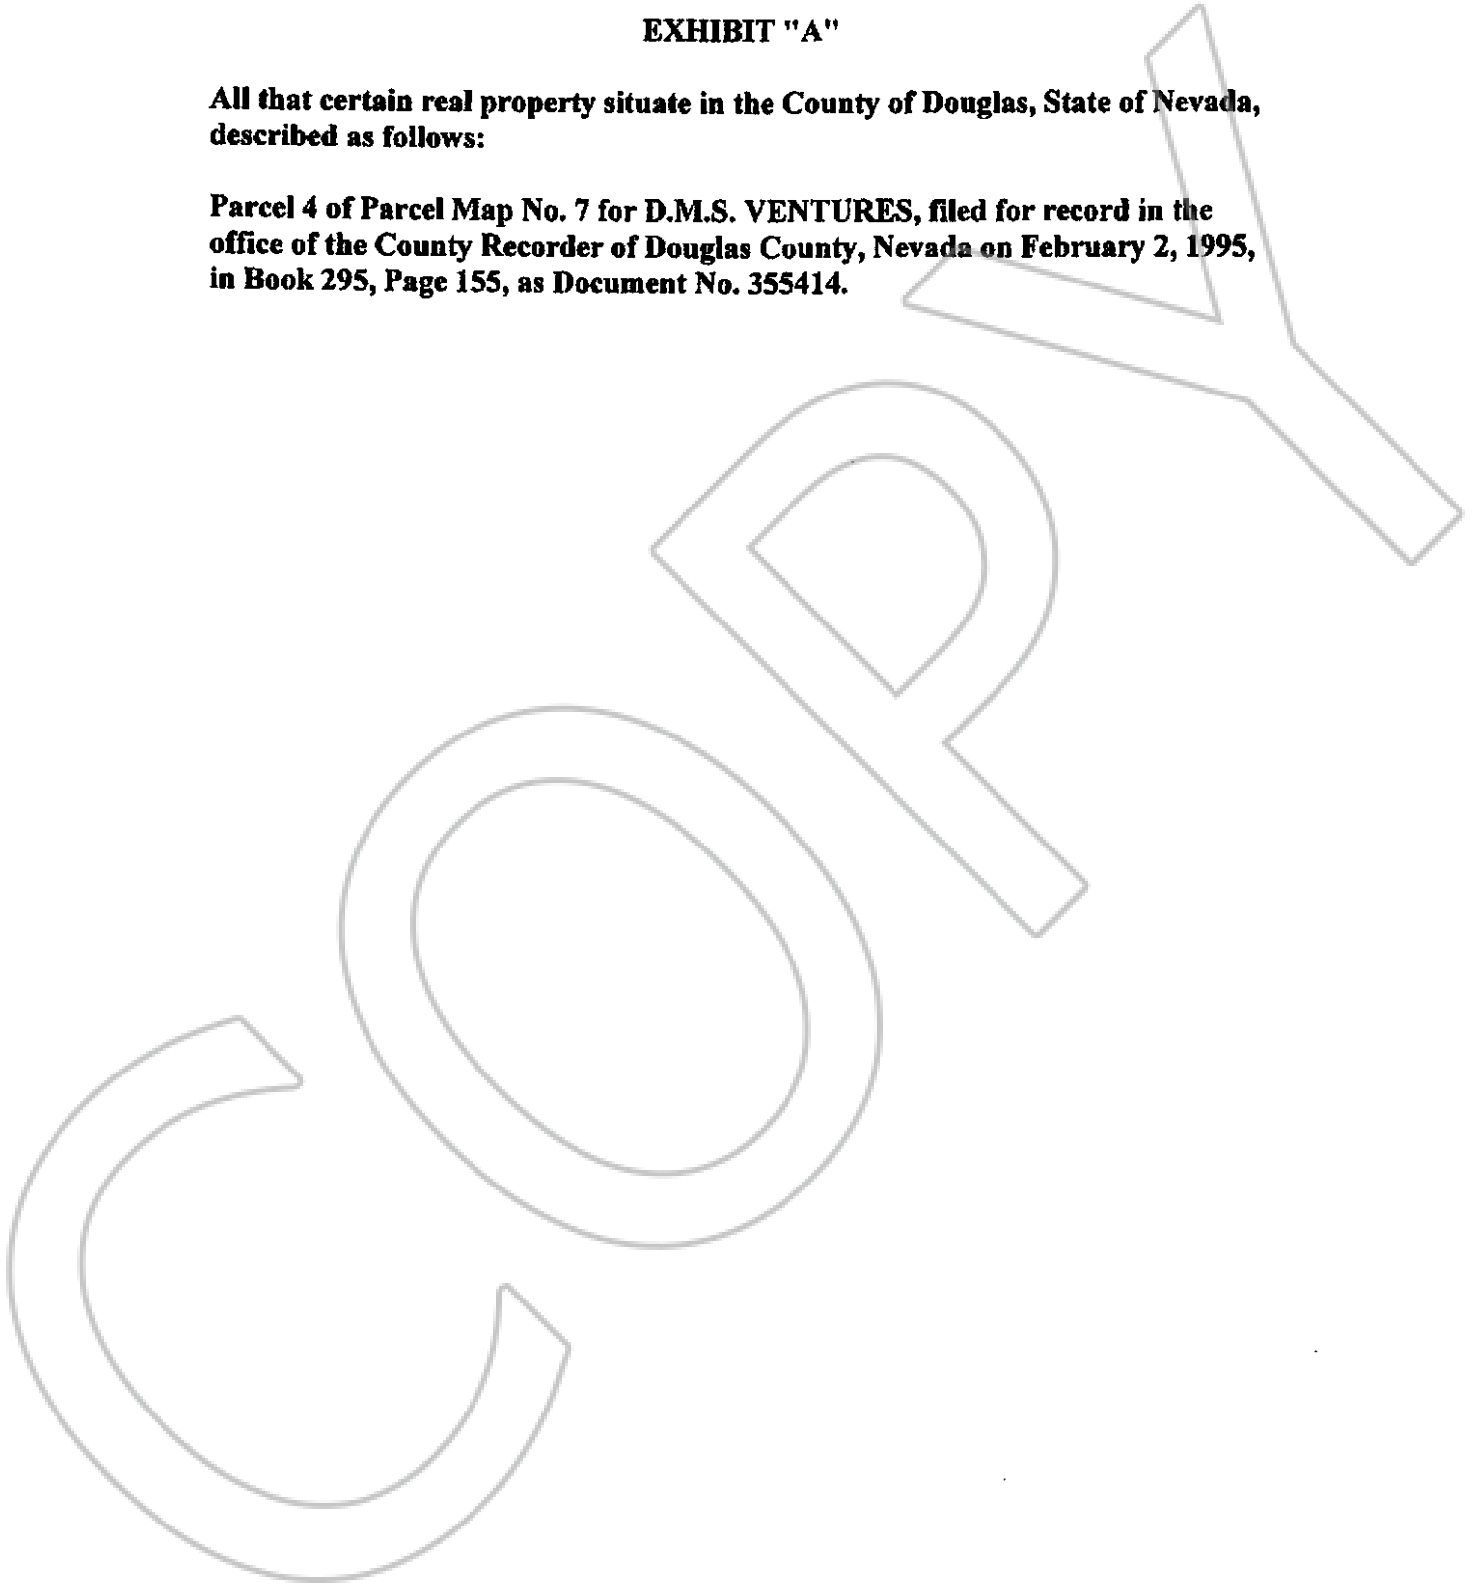 EXHIBIT "A"
All that certain real property situate in the County of Douglas, State of Nevada,
described as follows:
Parcel 4 of Parcel Map No. 7 for D.M.S. VENTURES, filed for record in the
office of the County Recorder of Douglas County, Nevada on February 2, 1995,
in Book 295, Page 155, as Document No. 355414.
COPY